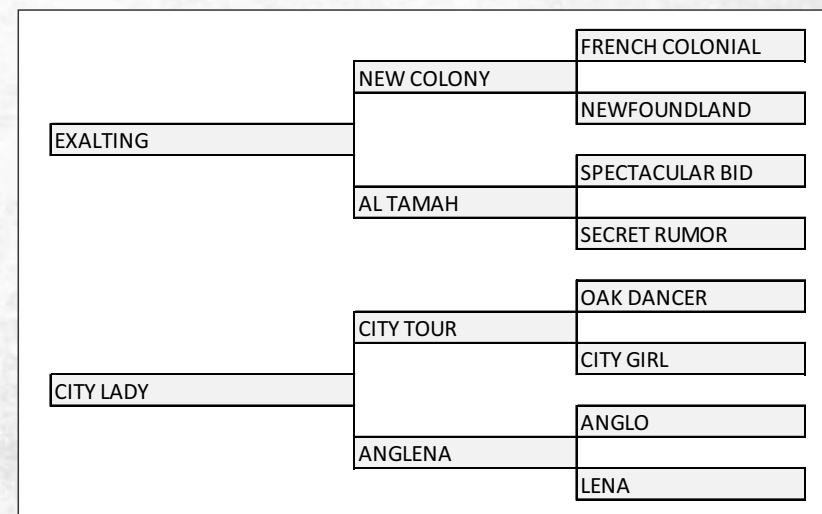 FRENCH COLONIAL
NEW COLONY
NEWFOUNDLAND
EXALTING
SPECTACULAR BID
AL TAMAH
SECRET RUMOR
OAK DANCER
CITY TOUR
CITY GIRL
CITY LADY
ANGLO
ANGLENA
LENA